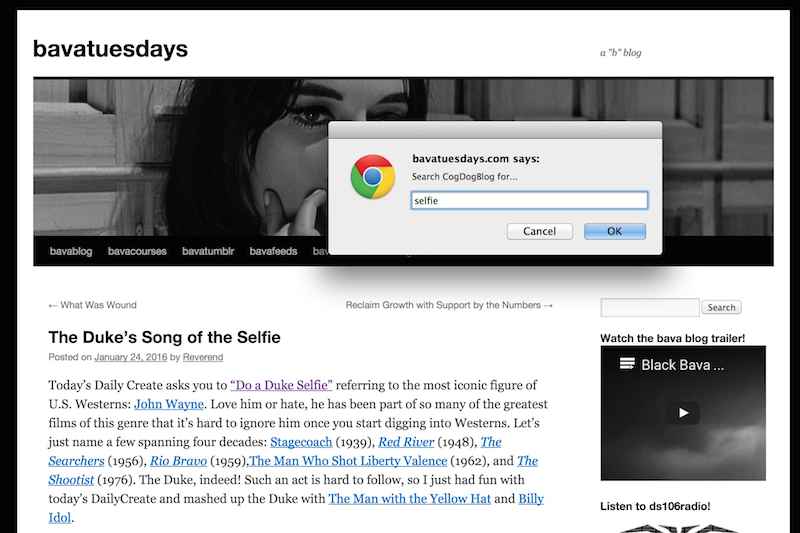 bavatuesdays
a "b" blog
bavatuesdays.com says:
Search CogDogBlog for...
selfie
Cancel OK
bavablog bavacourses bavatumblr bavafeeds
← What Was Wound Reclaim Growth with Support by the Numbers →
Search
The Duke's Song of the Selfie
Posted on January 24, 2016 by Reverend
Today's Daily Create asks you to “Do a Duke Selfie” referring to the most iconic figure of
U.S. Westerns: John Wayne. Love him or hate, he has been part of so many of the greatest
films of this genre that it's hard to ignore him once you start digging into Westerns. Let's
just name a few spanning four decades: Stagecoach (1939), Red River (1948), The
Searchers (1956), Rio Bravo (1959),The Man Who Shot Liberty Valence (1962), and The
Shootist (1976). The Duke, indeed! Such an act is hard to follow, so I just had fun with
today's DailyCreate and mashed up the Duke with The Man with the Yellow Hat and Billy
Idol.
Watch the bava blog trailer!
Black Bava ...
Listen to ds106radio!